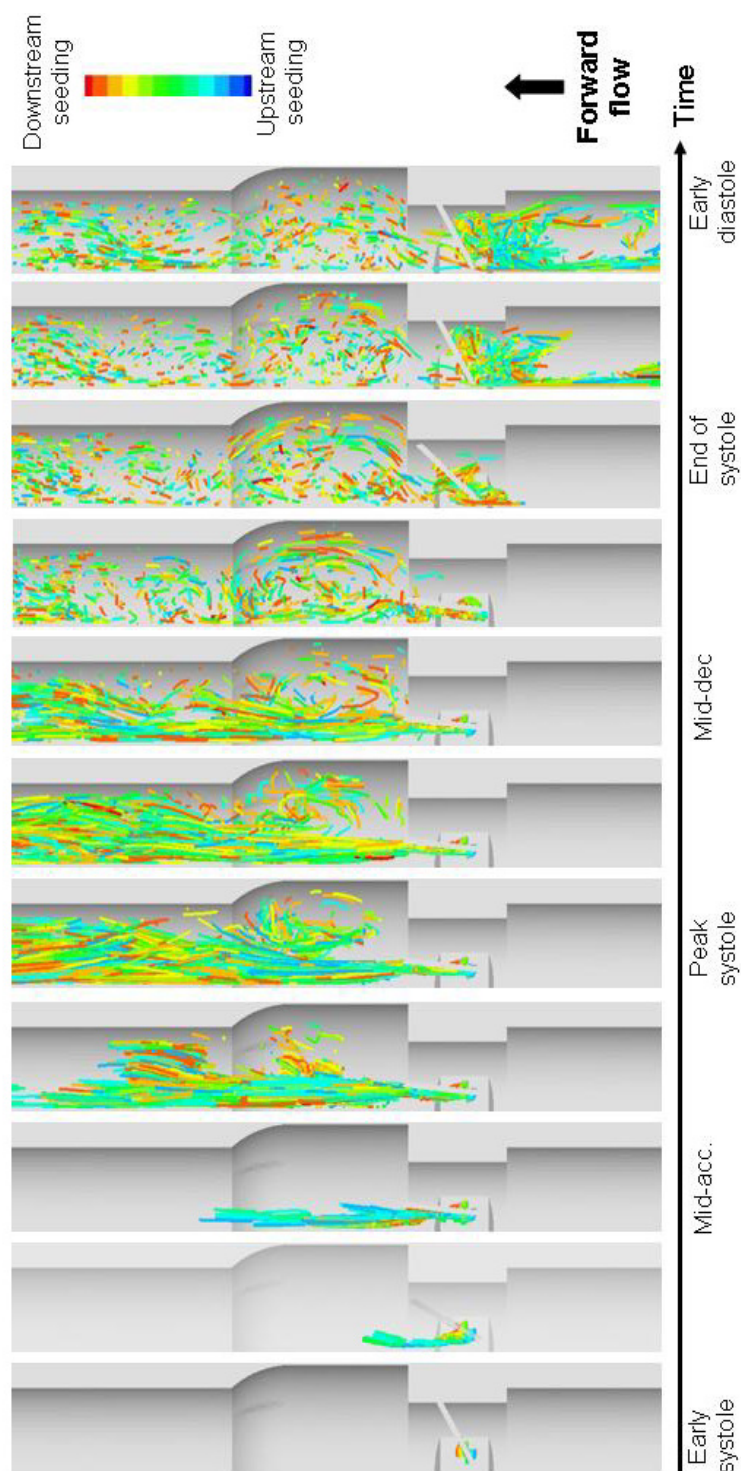 Downstream
seeding
Upstream
seeding
Forward
flow
Time
Early
diastole
End of
systole
Mid-dec
Peak
systole
Mid-acc.
Early
systole